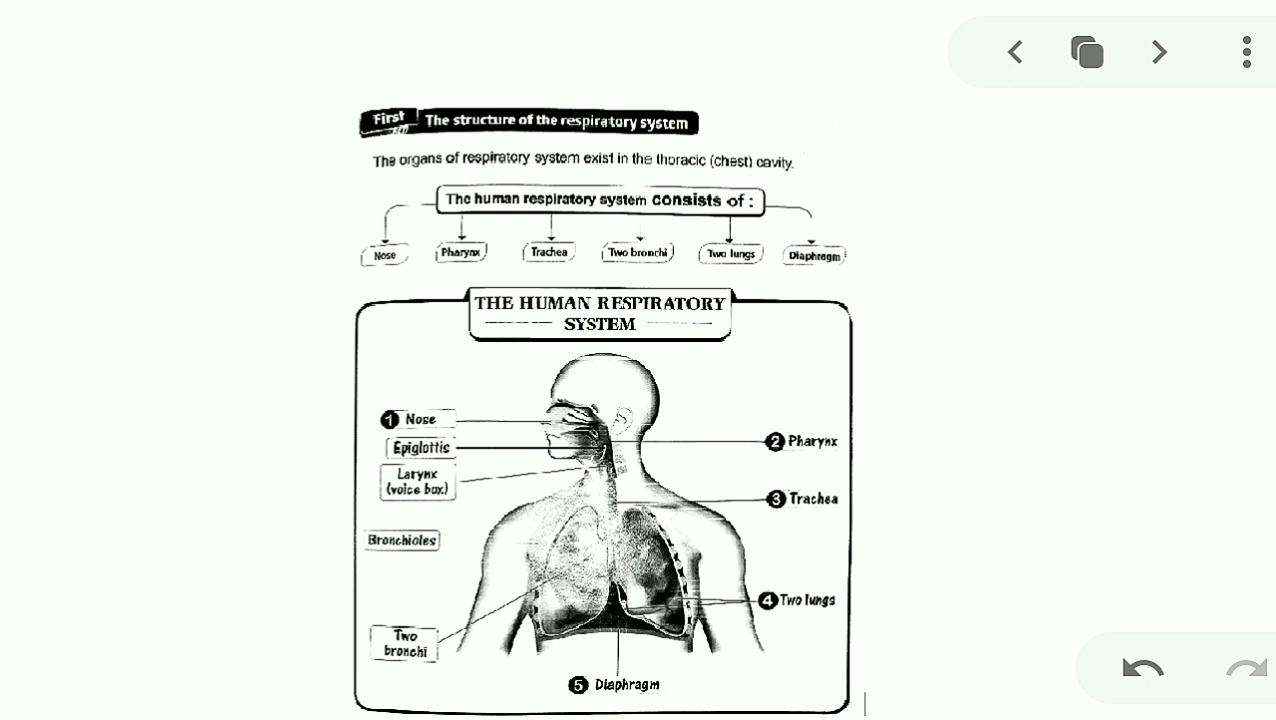 First
The structure of the respiratory system
The organs of respiratory system exist in the thoracic (chest) cavity.
The human respiratory system consists of :
Nose
Pharynx
Trachea
Two bronchi
Two lungs
Diaphragm
THE HUMAN RESPIRATORY
SYSTEM
1 Nose
Epiglottis
2 Pharynx
Larynx
(voice box)
3 Trachea
Bronchioles
4 Two lungs
Two
bronchi
5 Diaphragm